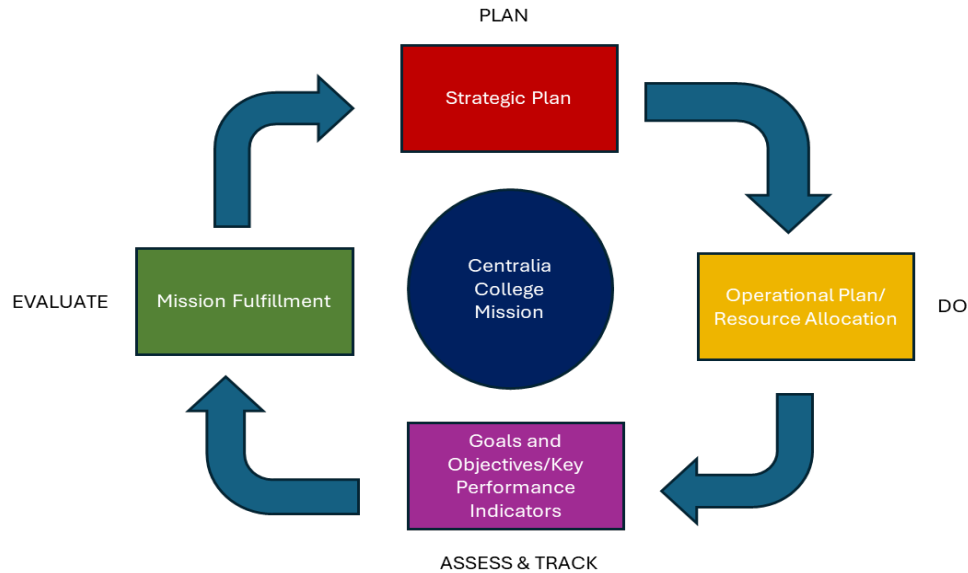 PLAN
Strategic Plan
Centralia
College
Mission
EVALUATE
Mission Fulfillment
Operational Plan/
Resource Allocation
DO
Goals and
Objectives/Key
Performance
Indicators
ASSESS & TRACK